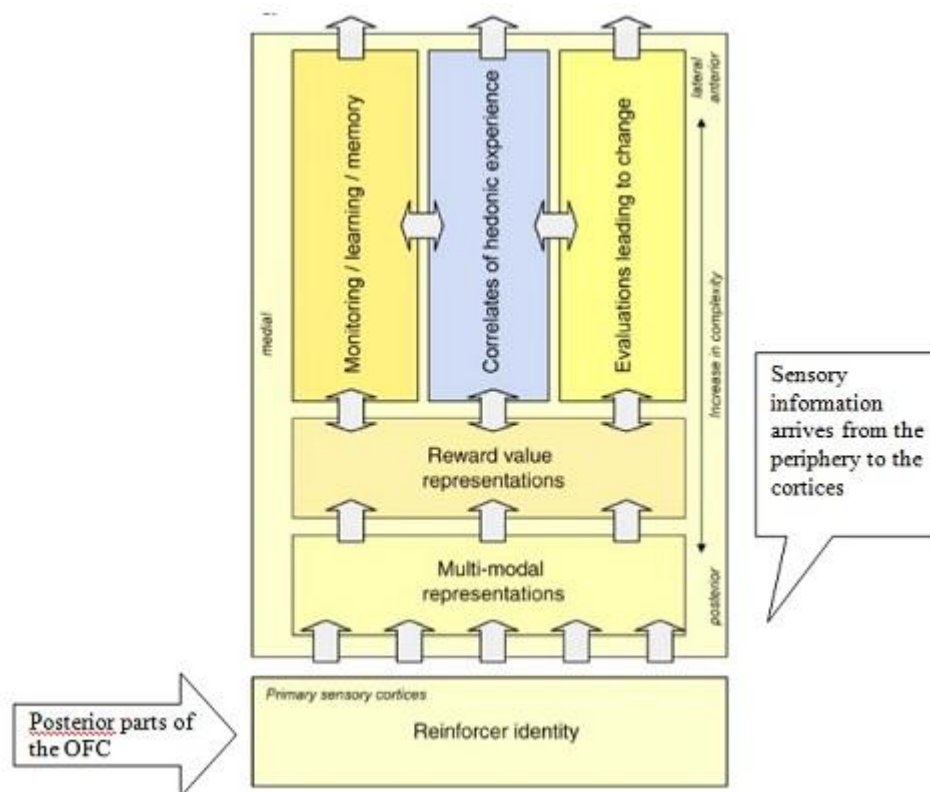 Monitoring / learning / memory
Correlates of hedonic experience
Evaluations leading to change
lateral
anterior
medial
Increase in complexity
posterior
Reward value
representations
Multi-modal
representations
Sensory
information
arrives from the
periphery to the
cortices
Primary sensory cortices
Reinforcer identity
Posterior parts of
the OFC